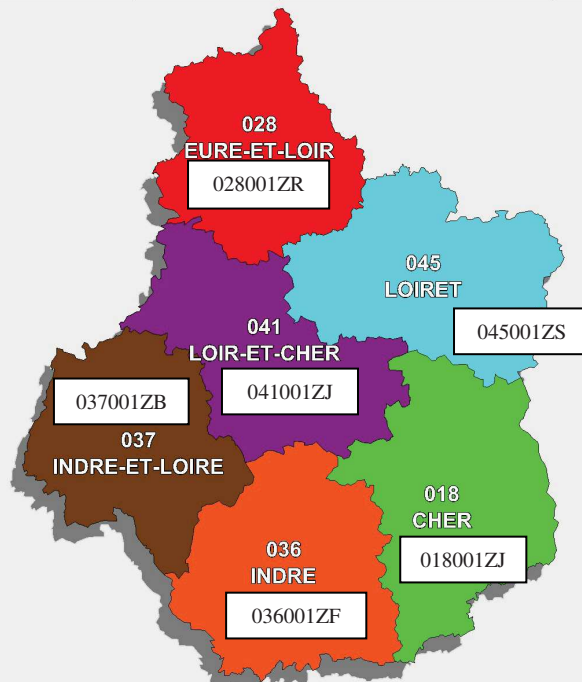 028
EURE-ET-LOIR
028001ZR
045
LOIRET
045001ZS
041
LOIR-ET-CHER
041001ZJ
037001ZB
037
INDRE-ET-LOIRE
018
CHER
018001ZJ
036
INDRE
036001ZF